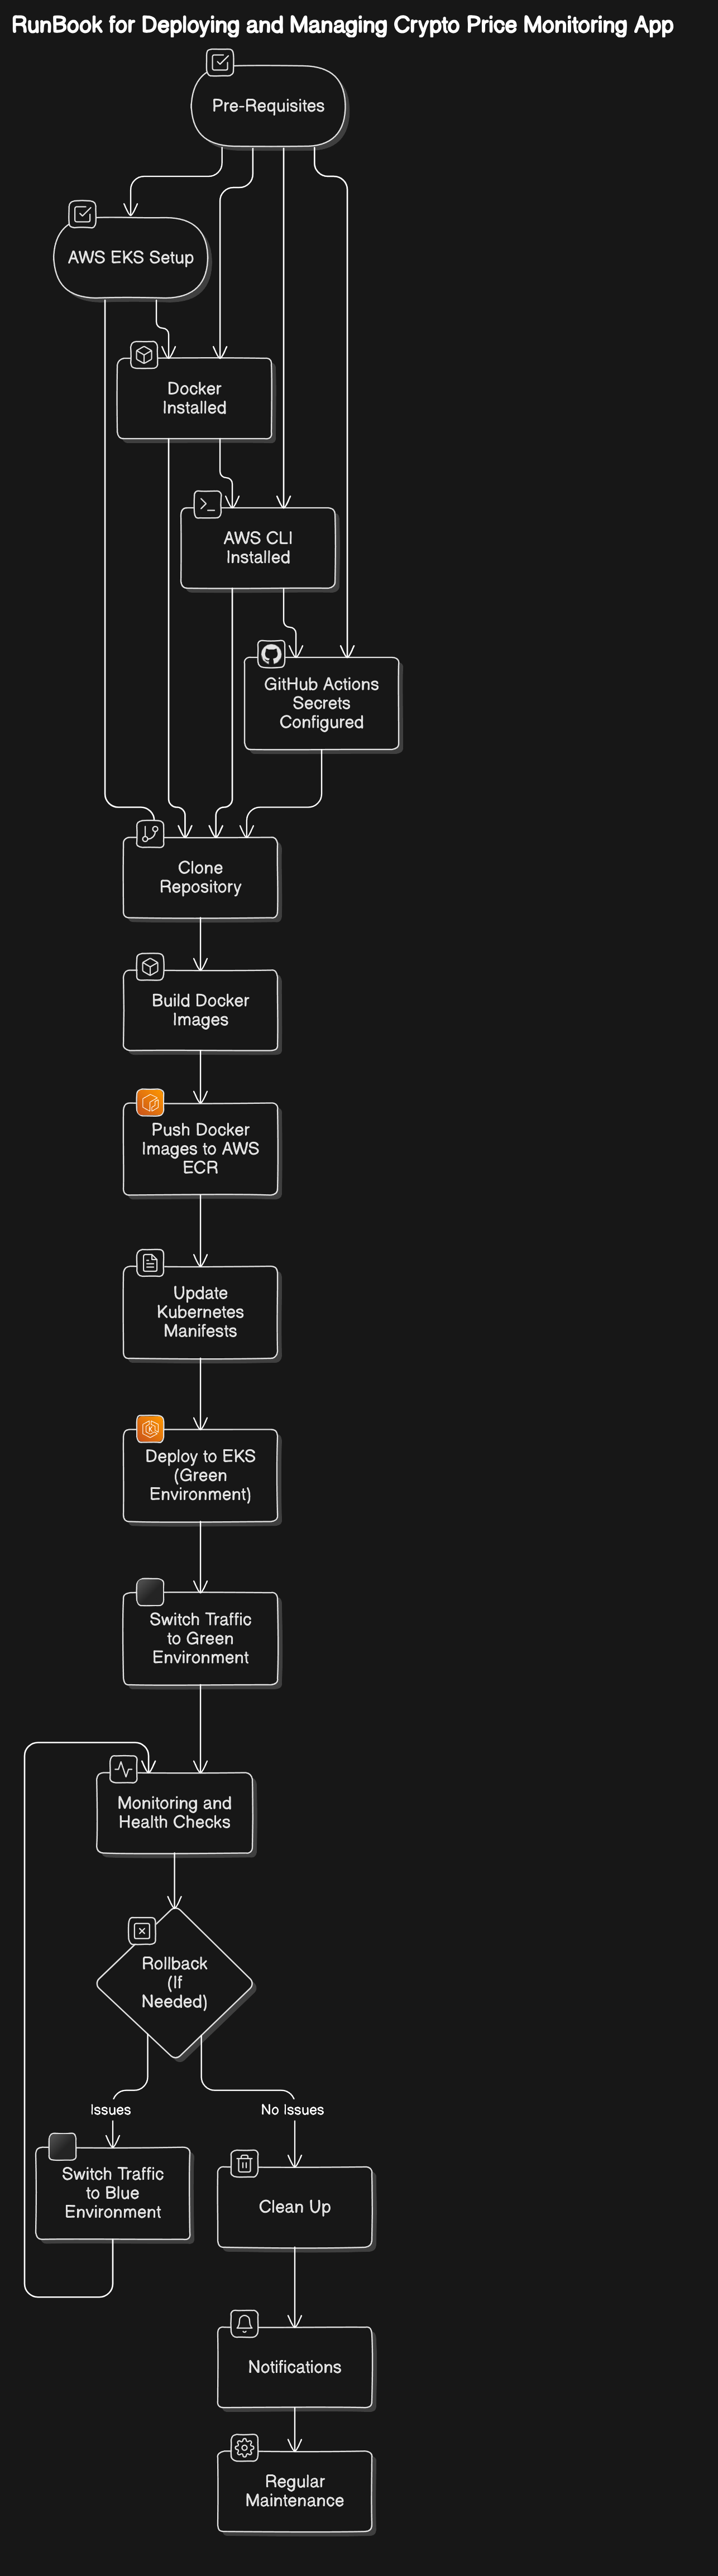 RunBook for Deploying and Managing Crypto Price Monitoring App
Pre-Requisites
AWS EKS Setup
Docker
Installed
AWS CLI
Installed
GitHub Actions
Secrets
Configured
Clone
Repository
Build Docker
Images
Push Docker
Images to AWS
ECR
Update
Kubernetes
Manifests
Deploy to EKS
(Green
Environment)
Switch Traffic
to Green
Environment
Monitoring and
Health Checks
Rollback
(If
Needed)
Issues
No Issues
Switch Traffic
to Blue
Environment
Clean Up
Notifications
Regular
Maintenance